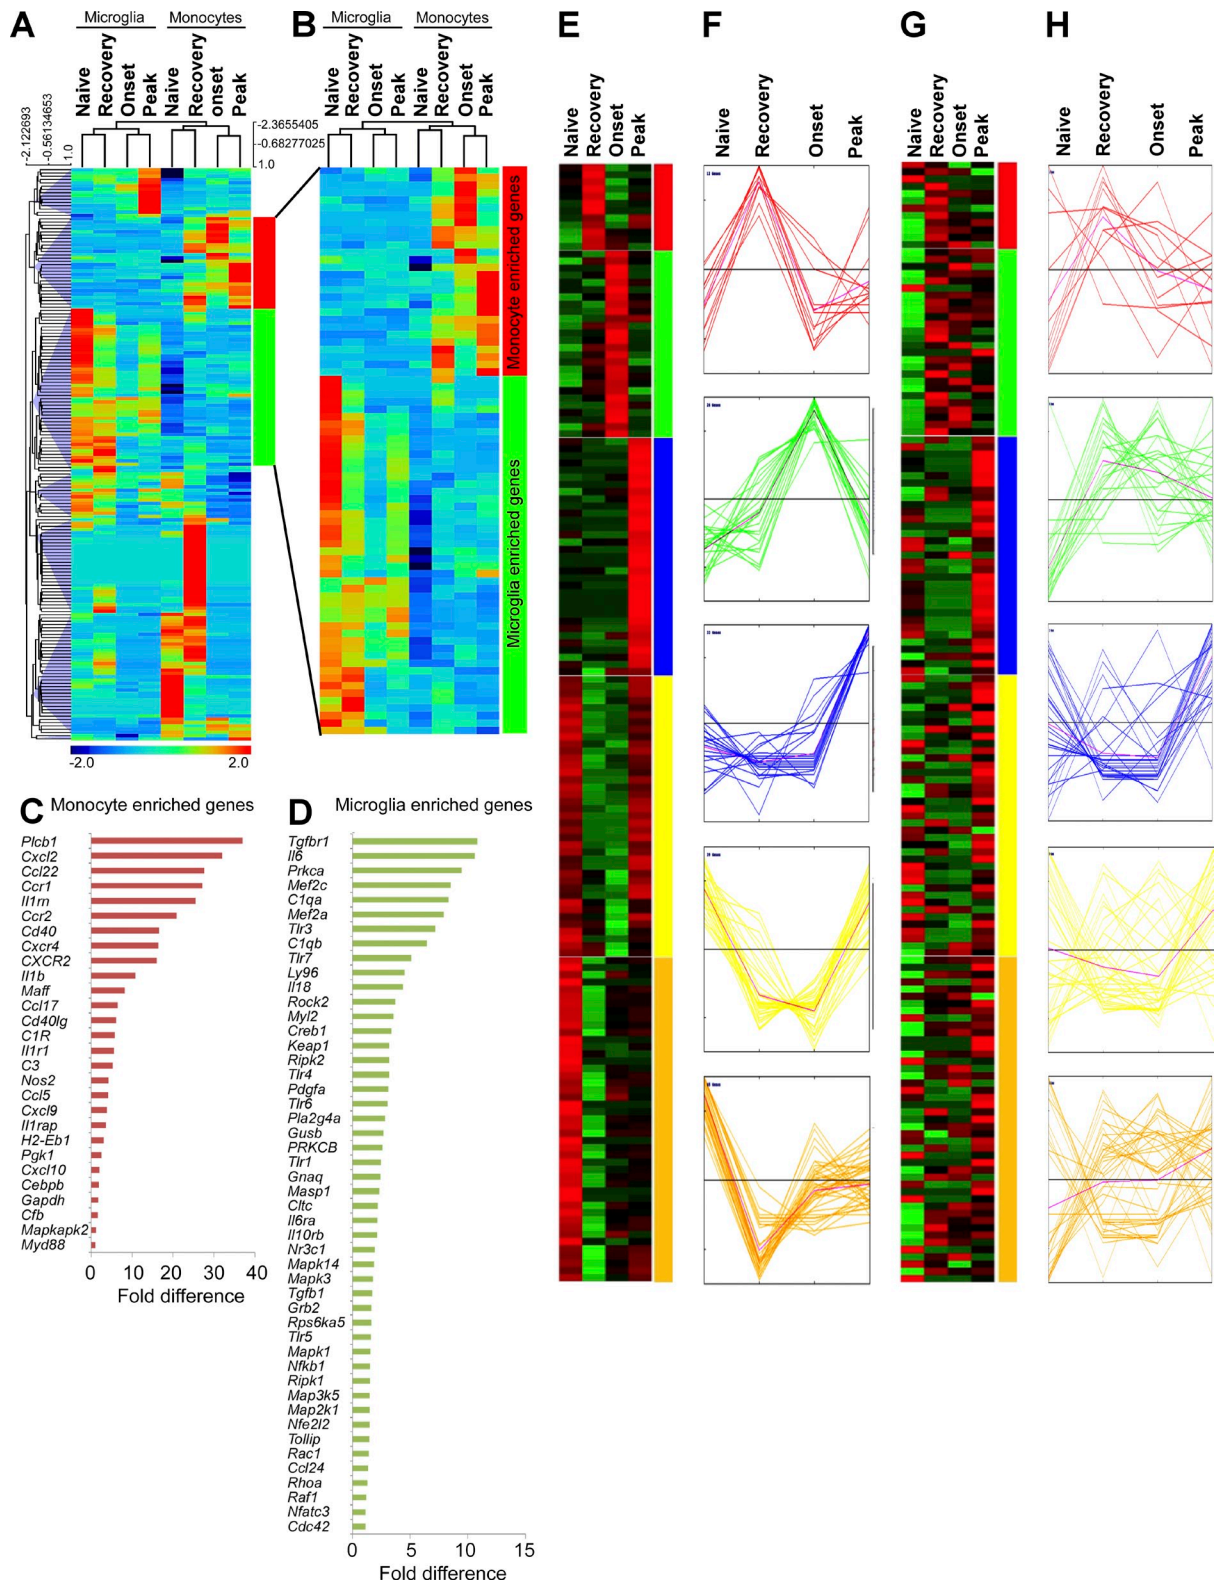 A
Microglia
Monocytes
Naive
Recovery
Onset
Peak
Naive
Recovery
onset
Peak
-2.122693
-0.56134653
1.0
-2.3655405
-0.68277025
1.0
-2.0
2.0
B
Microglia
Monocytes
Naive
Recovery
Onset
Peak
Naive
Recovery
Onset
Peak
Monocyte enriched genes
Microglia enriched genes
C
Monocyte enriched genes
Plcb1
Cxcl2
Ccl22
Ccr1
Il1rn
Ccr2
Cd40
Cxcr4
CXCR2
Il1b
Maff
Ccl17
Cd40lg
C1R
Il1r1
C3
Nos2
Ccl5
Cxcl9
Il1rap
H2-Eb1
Pgk1
Cxcl10
Cebpb
Gapdh
Cfb
Mapkapk2
Myd88
0 10 20 30 40
Fold difference
D
Microglia enriched genes
Tgfbr1
Il6
Prkca
Mef2c
C1qa
Mef2a
Tlr3
C1qb
Tlr7
Ly96
Il18
Rock2
Myl2
Creb1
Keap1
Ripk2
Tlr4
Pdgfa
Tlr6
Pla2g4a
Gusb
PRKCB
Tlr1
Gnaq
Masp1
Cltc
Il6ra
Il10rb
Nr3c1
Mapk14
Mapk3
Tgfb1
Grb2
Rps6ka5
Tlr5
Mapk1
Nfkb1
Ripk1
Map3k5
Map2k1
Nfe2l2
Tollip
Rac1
Ccl24
Rhoa
Raf1
Nfatc3
Cdc42
0 5 10 15
Fold difference
E
Naive
Recovery
Onset
Peak
F
Naive
Recovery
Onset
Peak
G
Naive
Recovery
Onset
Peak
H
Naive
Recovery
Onset
Peak